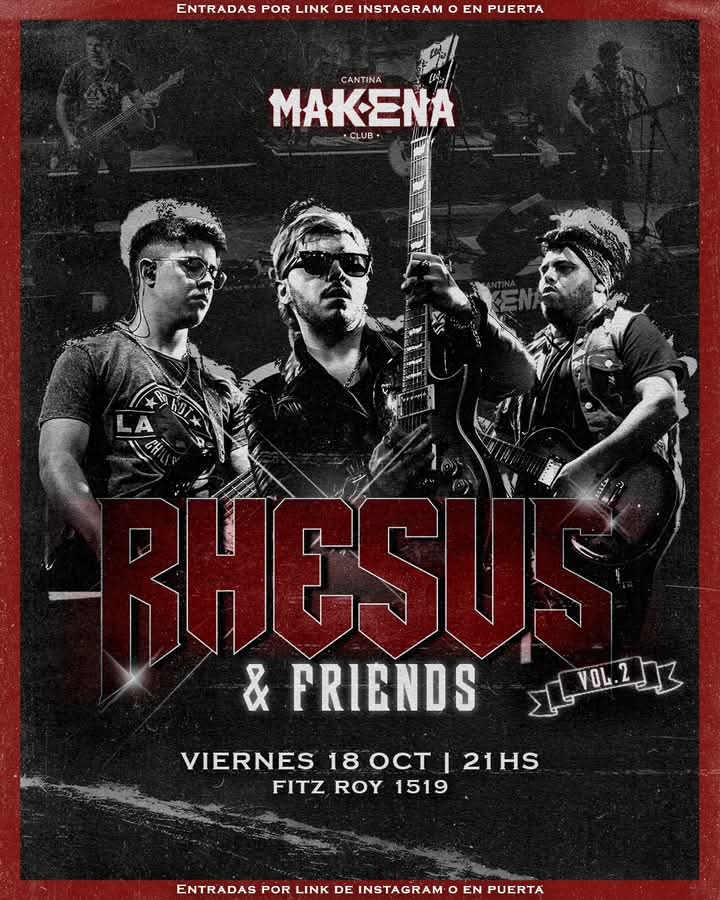 ENTRADAS POR LINK DE INSTAGRAM O EN PUERTA
CANTINA
MAKENA
• CLUB •
LA
RHESUS
& FRIENDS
VOL. 2
VIERNES 18 OCT | 21HS
FITZ ROY 1519
ENTRADAS POR LINK DE INSTAGRAM O EN PUERTA